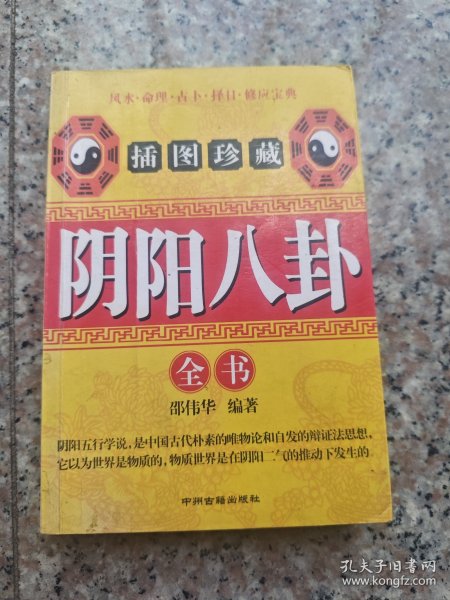 风水·命理·占卜·择日·修应宝典
插图珍藏
阴阳八卦
全书
邵伟华 编著
阴阳五行学说,是中国古代朴素的唯物论和自发的辩证法思想,
它以为世界是物质的,物质世界是在阴阳二气的推动下发生的
中州古籍出版社
孔夫子旧书网
www.kongfz.com